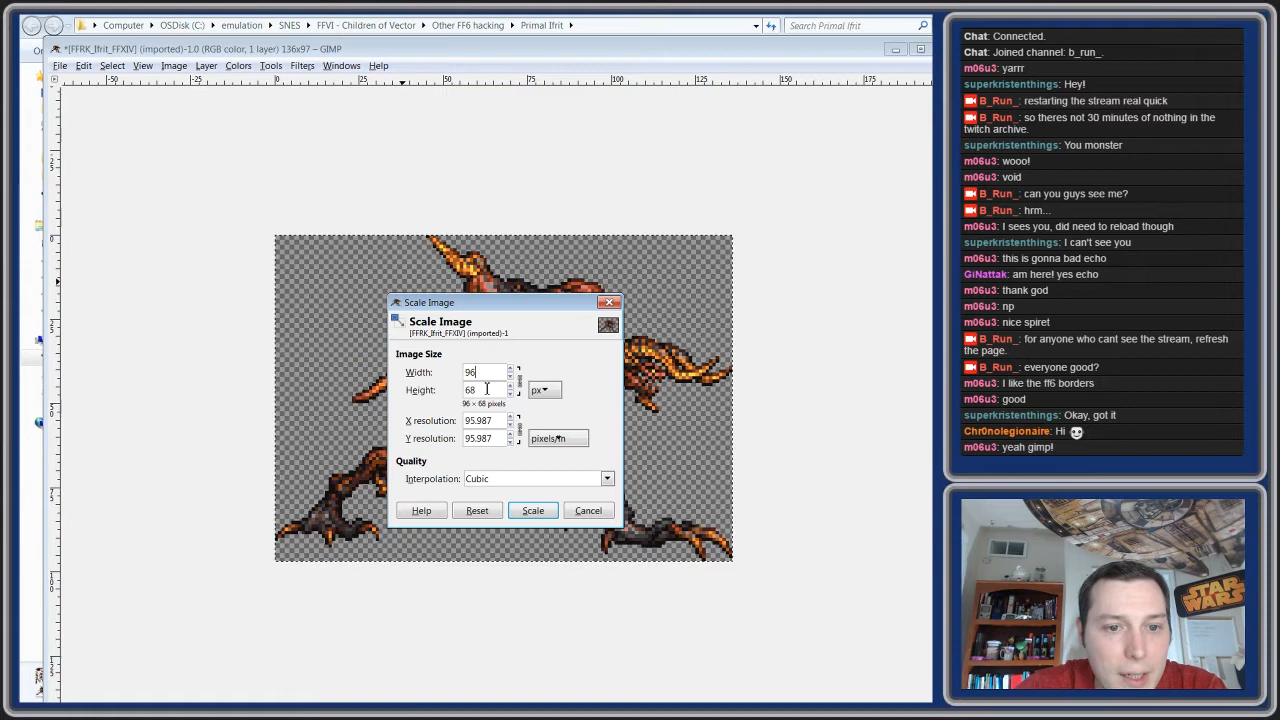 Computer ▸ OSDisk (C:) ▸ emulation ▸ SNES ▸ FFVI - Children of Vector ▸ Other FF6 hacking ▸ Primal Ifrit ▸
Search Primal Ifrit
*[FFRK_Ifrit_FFXIV] (imported)-1.0 (RGB color, 1 layer) 136x97 – GIMP
File Edit Select View Image Layer Colors Tools Filters Windows Help
-50 -25 0 50 100 125 150 175
Scale Image
Scale Image
[FFRK_Ifrit_FFXIV] (imported)-1
Image Size
Width: 96
Height: 68 px
96 × 68 pixels
X resolution: 95.987
Y resolution: 95.987 pixels/in
Quality
Interpolation: Cubic
Help Reset Scale Cancel
Chat: Connected.
Chat: Joined channel: b_run_.
m06u3: yarrr
superkristenthings: Hey!
B_Run_: restarting the stream real quick
B_Run_: so theres not 30 minutes of nothing in the
twitch archive.
superkristenthings: You monster
m06u3: wooo!
m06u3: void
B_Run_: can you guys see me?
B_Run_: hrm...
m06u3: I sees you, did need to reload though
superkristenthings: I can't see you
m06u3: this is gonna bad echo
GiNattak: am here! yes echo
m06u3: thank god
m06u3: np
m06u3: nice spiret
B_Run_: for anyone who cant see the stream, refresh
the page.
B_Run_: everyone good?
m06u3: I like the ff6 borders
m06u3: good
superkristenthings: Okay, got it
Chr0nolegionaire: Hi
m06u3: yeah gimp!
STAR
WARS